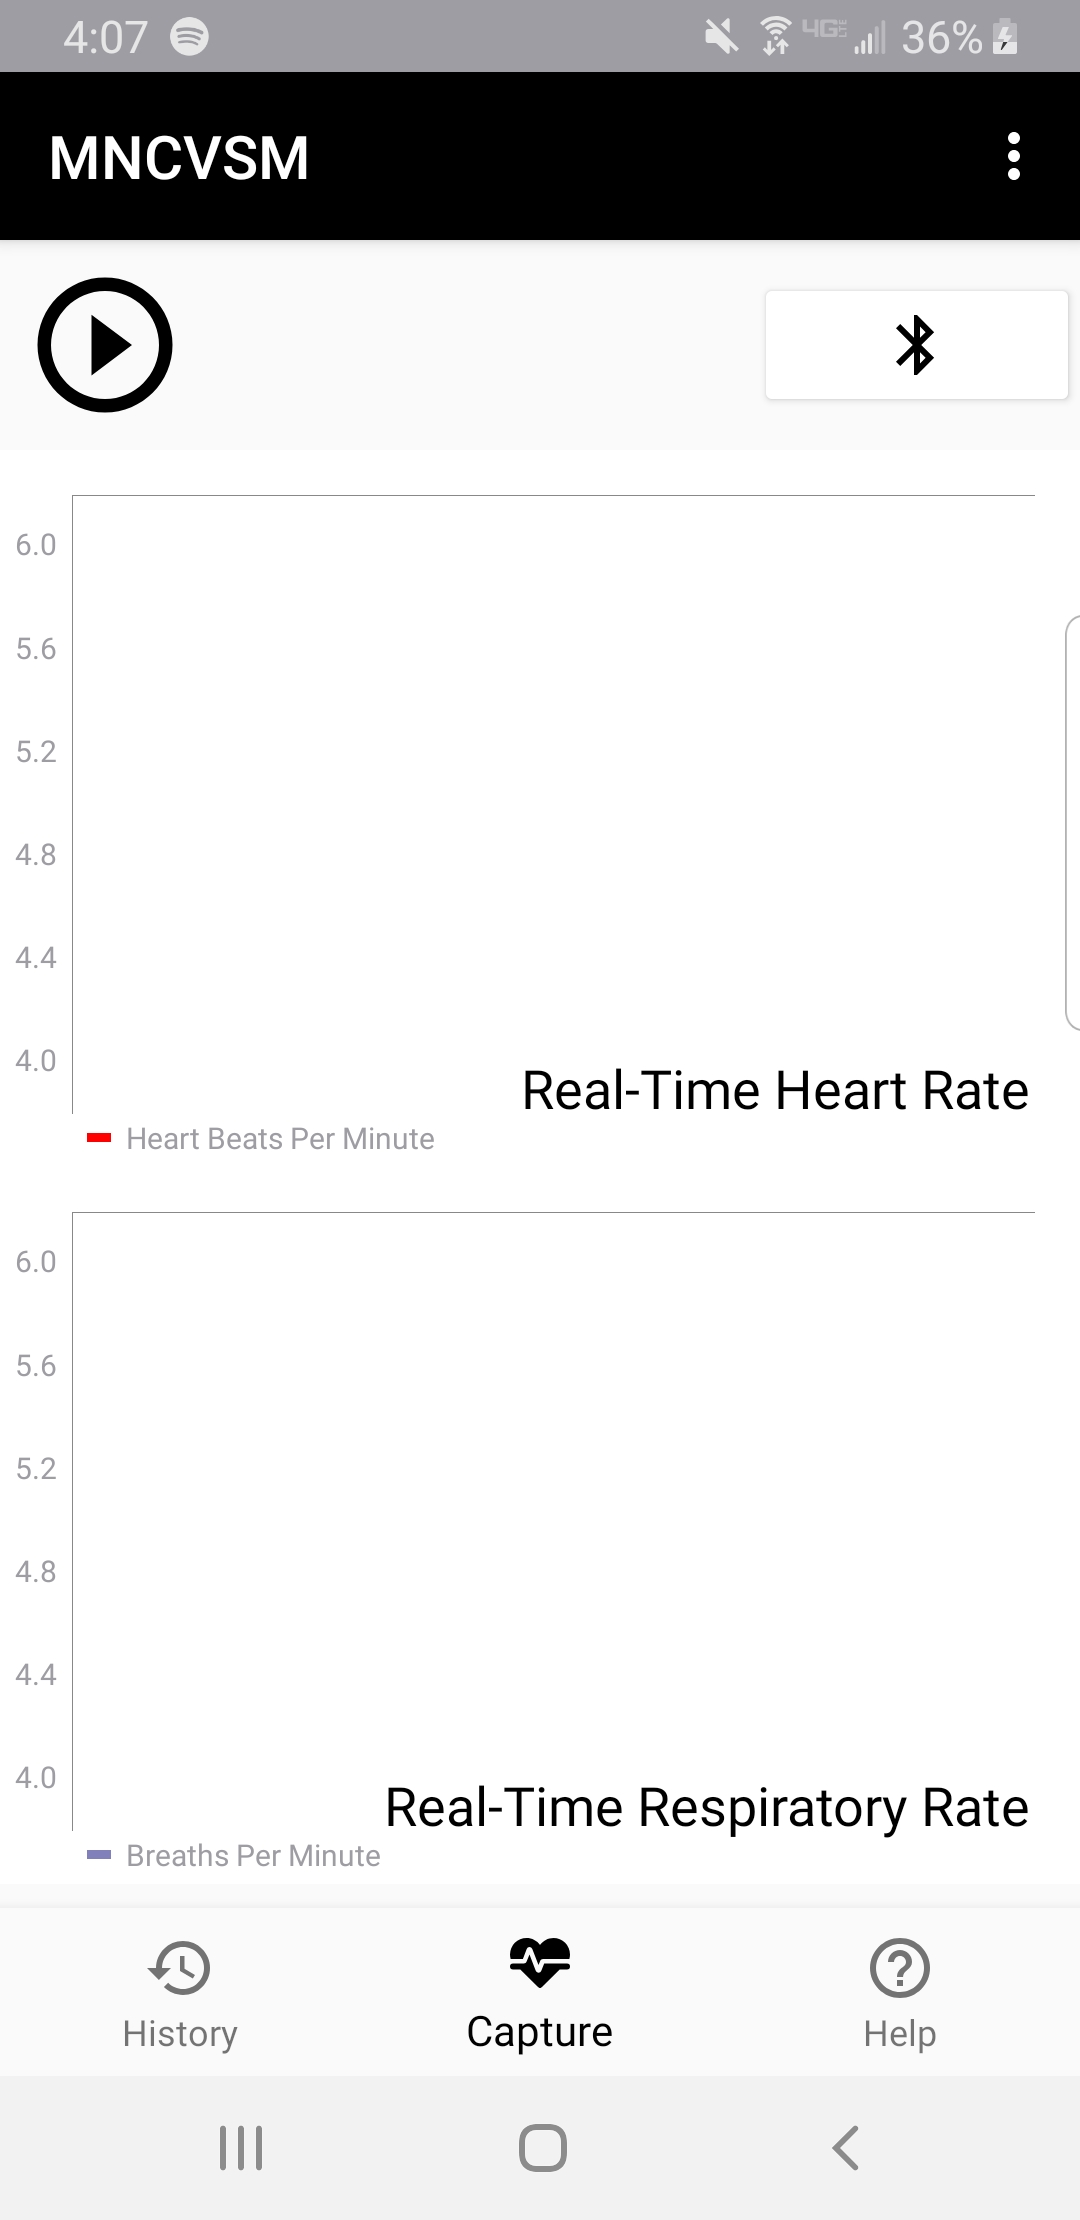 4:07 4G LTE 36%
MNCVSM
6.0
5.6
5.2
4.8
4.4
4.0
Real-Time Heart Rate
Heart Beats Per Minute
6.0
5.6
5.2
4.8
4.4
4.0
Real-Time Respiratory Rate
Breaths Per Minute
History Capture Help